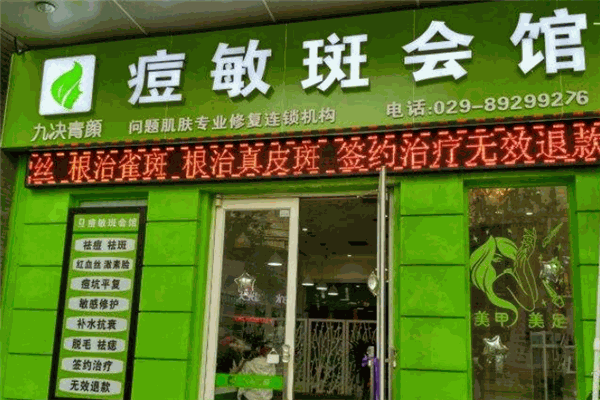 痘敏斑会馆
九决青颜
问题肌肤专业修复连锁机构
电话:029-89299276
丝 根治雀斑 根治真皮斑 签约治疗无效退款
痘敏斑会馆
祛痘 祛斑
红血丝 激素脸
痘坑平复
敏感修护
补水抗衰
脱毛 祛痣
签约治疗
无效退款
美甲 美足